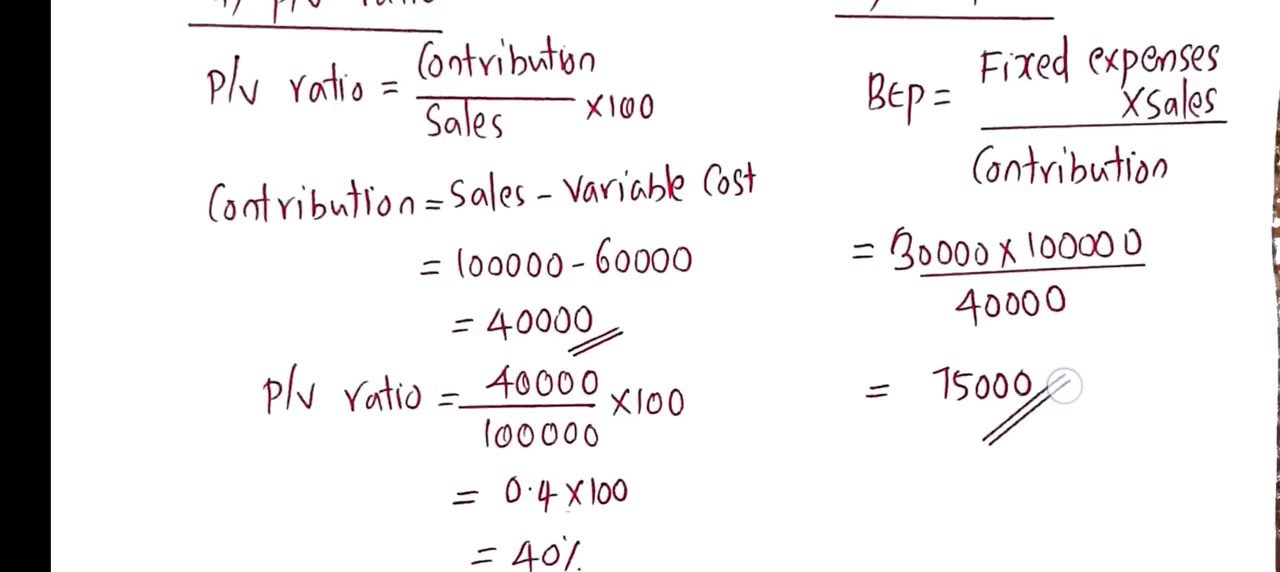 P/V ratio
P/V ratio = Contribution
Sales
×100
Contribution = Sales - Variable Cost
= 100000 - 60000
= 40000
P/V ratio = 40000
100000
×100
= 0.4 × 100
= 40%
BEP = Fixed expenses
× Sales
Contribution
= 30000 × 100000
40000
= 75000